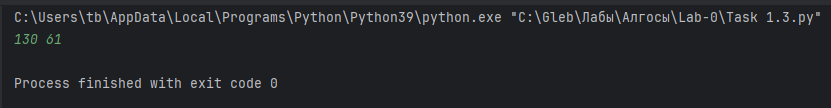 C:\Users\tb\AppData\Local\Programs\Python\Python39\python.exe "C:\Gleb\Лабы\Алгосы\Lab-0\Task 1.3.py"
130 61
Process finished with exit code 0